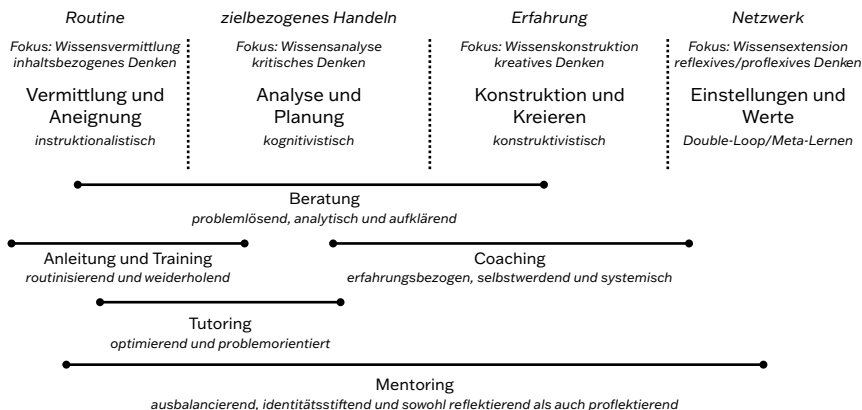 Routine
Fokus: Wissensvermittlung
inhaltsbezogenes Denken
Vermittlung und
Aneignung
instruktionalistisch
zielbezogenes Handeln
Fokus: Wissensanalyse
kritisches Denken
Analyse und
Planung
kognitivistisch
Erfahrung
Fokus: Wissenskonstruktion
kreatives Denken
Konstruktion und
Kreieren
konstruktivistisch
Netzwerk
Fokus: Wissensextension
reflexives/proflexives Denken
Einstellungen und
Werte
Double-Loop/Meta-Lernen
Beratung
problemlösend, analytisch und aufklärend
Anleitung und Training
routinisierend und weiderholend
Coaching
erfahrungsbezogen, selbstwerdend und systemisch
Tutoring
optimierend und problemorientiert
Mentoring
ausbalancierend, identitätsstiftend und sowohl reflektierend als auch proflektierend